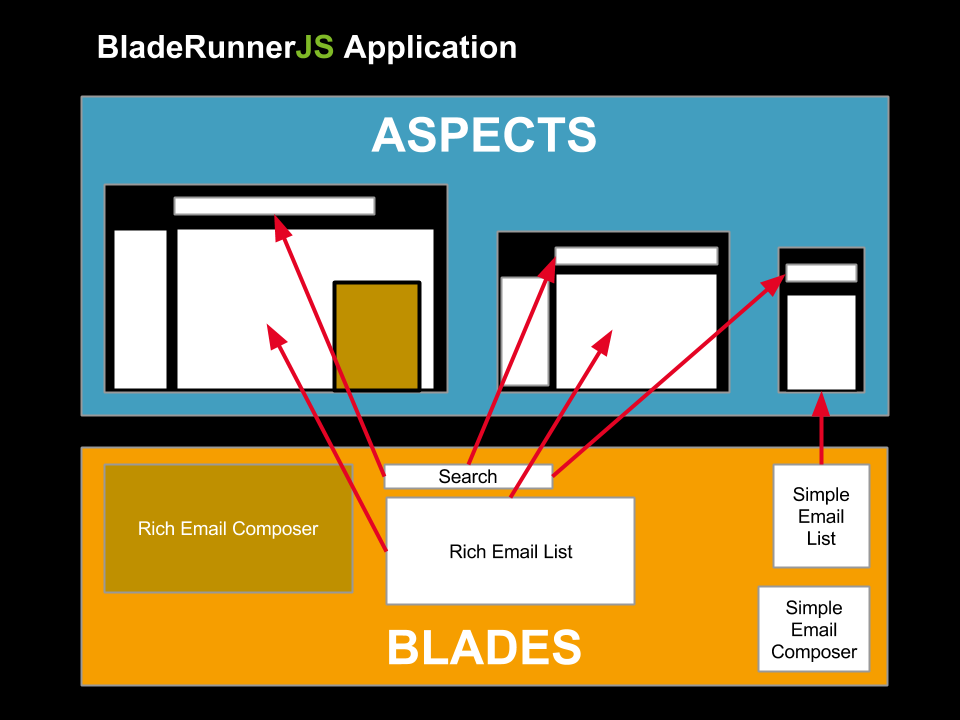 BladeRunnerJS Application
ASPECTS
Search
Rich Email Composer
Rich Email List
Simple
Email
List
Simple
Email
Composer
BLADES